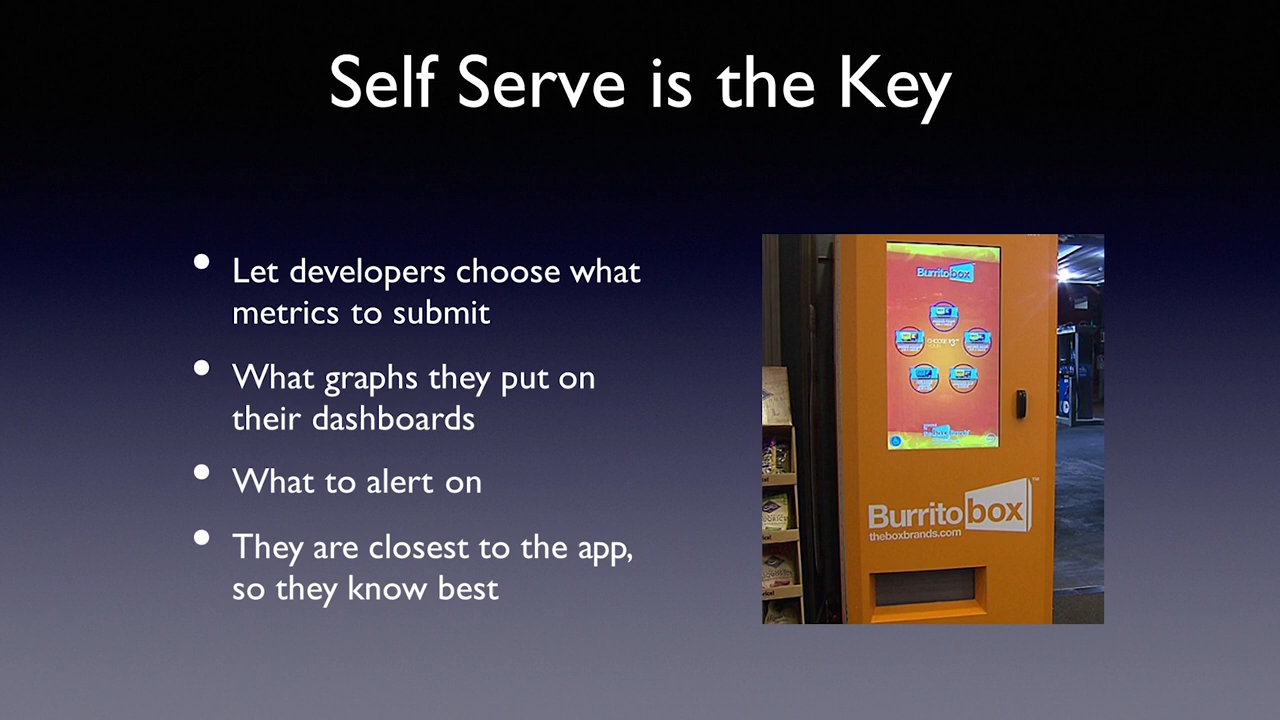 Self Serve is the Key
Let developers choose what
metrics to submit
What graphs they put on
their dashboards
What to alert on
They are closest to the app,
so they know best
Burritobox
Burritobox™
theboxbrands.com